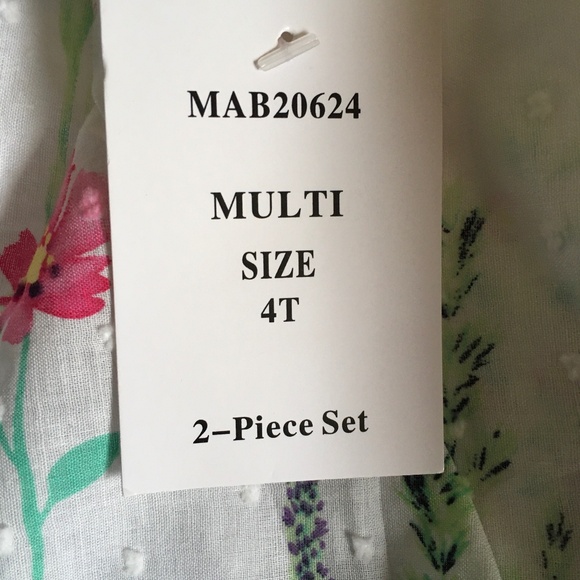 MAB20624
MULTI
SIZE
4T
2-Piece Set